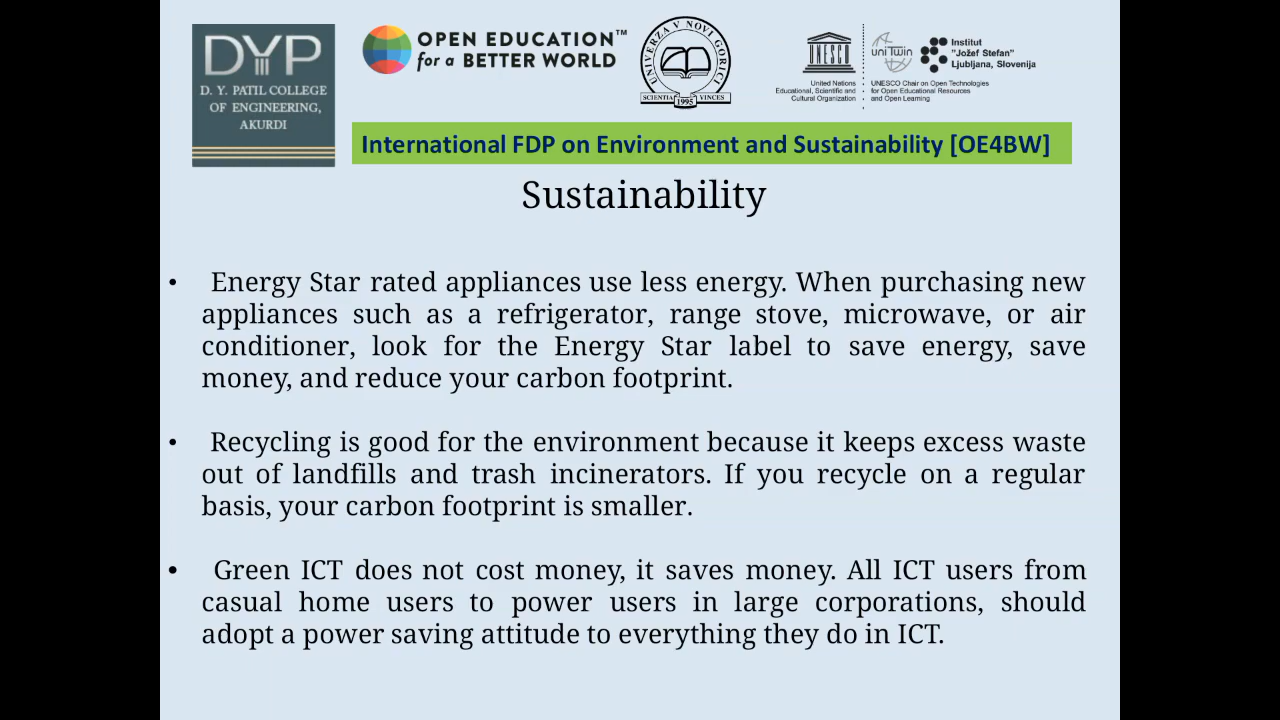 DYP
D. Y. PATIL COLLEGE
OF ENGINEERING,
AKURDI
OPEN EDUCATION™
for a BETTER WORLD
UNIVERZA V NOVI GORICI
SCIENTIA VINCES
1995
UNESCO
United Nations
Educational, Scientific and
Cultural Organization
uniTwin
Institut
"Jožef Stefan"
Ljubljana, Slovenija
UNESCO Chair on Open Technologies
for Open Educational Resources
and Open Learning
International FDP on Environment and Sustainability [OE4BW]
Sustainability
• Energy Star rated appliances use less energy. When purchasing new
appliances such as a refrigerator, range stove, microwave, or air
conditioner, look for the Energy Star label to save energy, save
money, and reduce your carbon footprint.
• Recycling is good for the environment because it keeps excess waste
out of landfills and trash incinerators. If you recycle on a regular
basis, your carbon footprint is smaller.
• Green ICT does not cost money, it saves money. All ICT users from
casual home users to power users in large corporations, should
adopt a power saving attitude to everything they do in ICT.